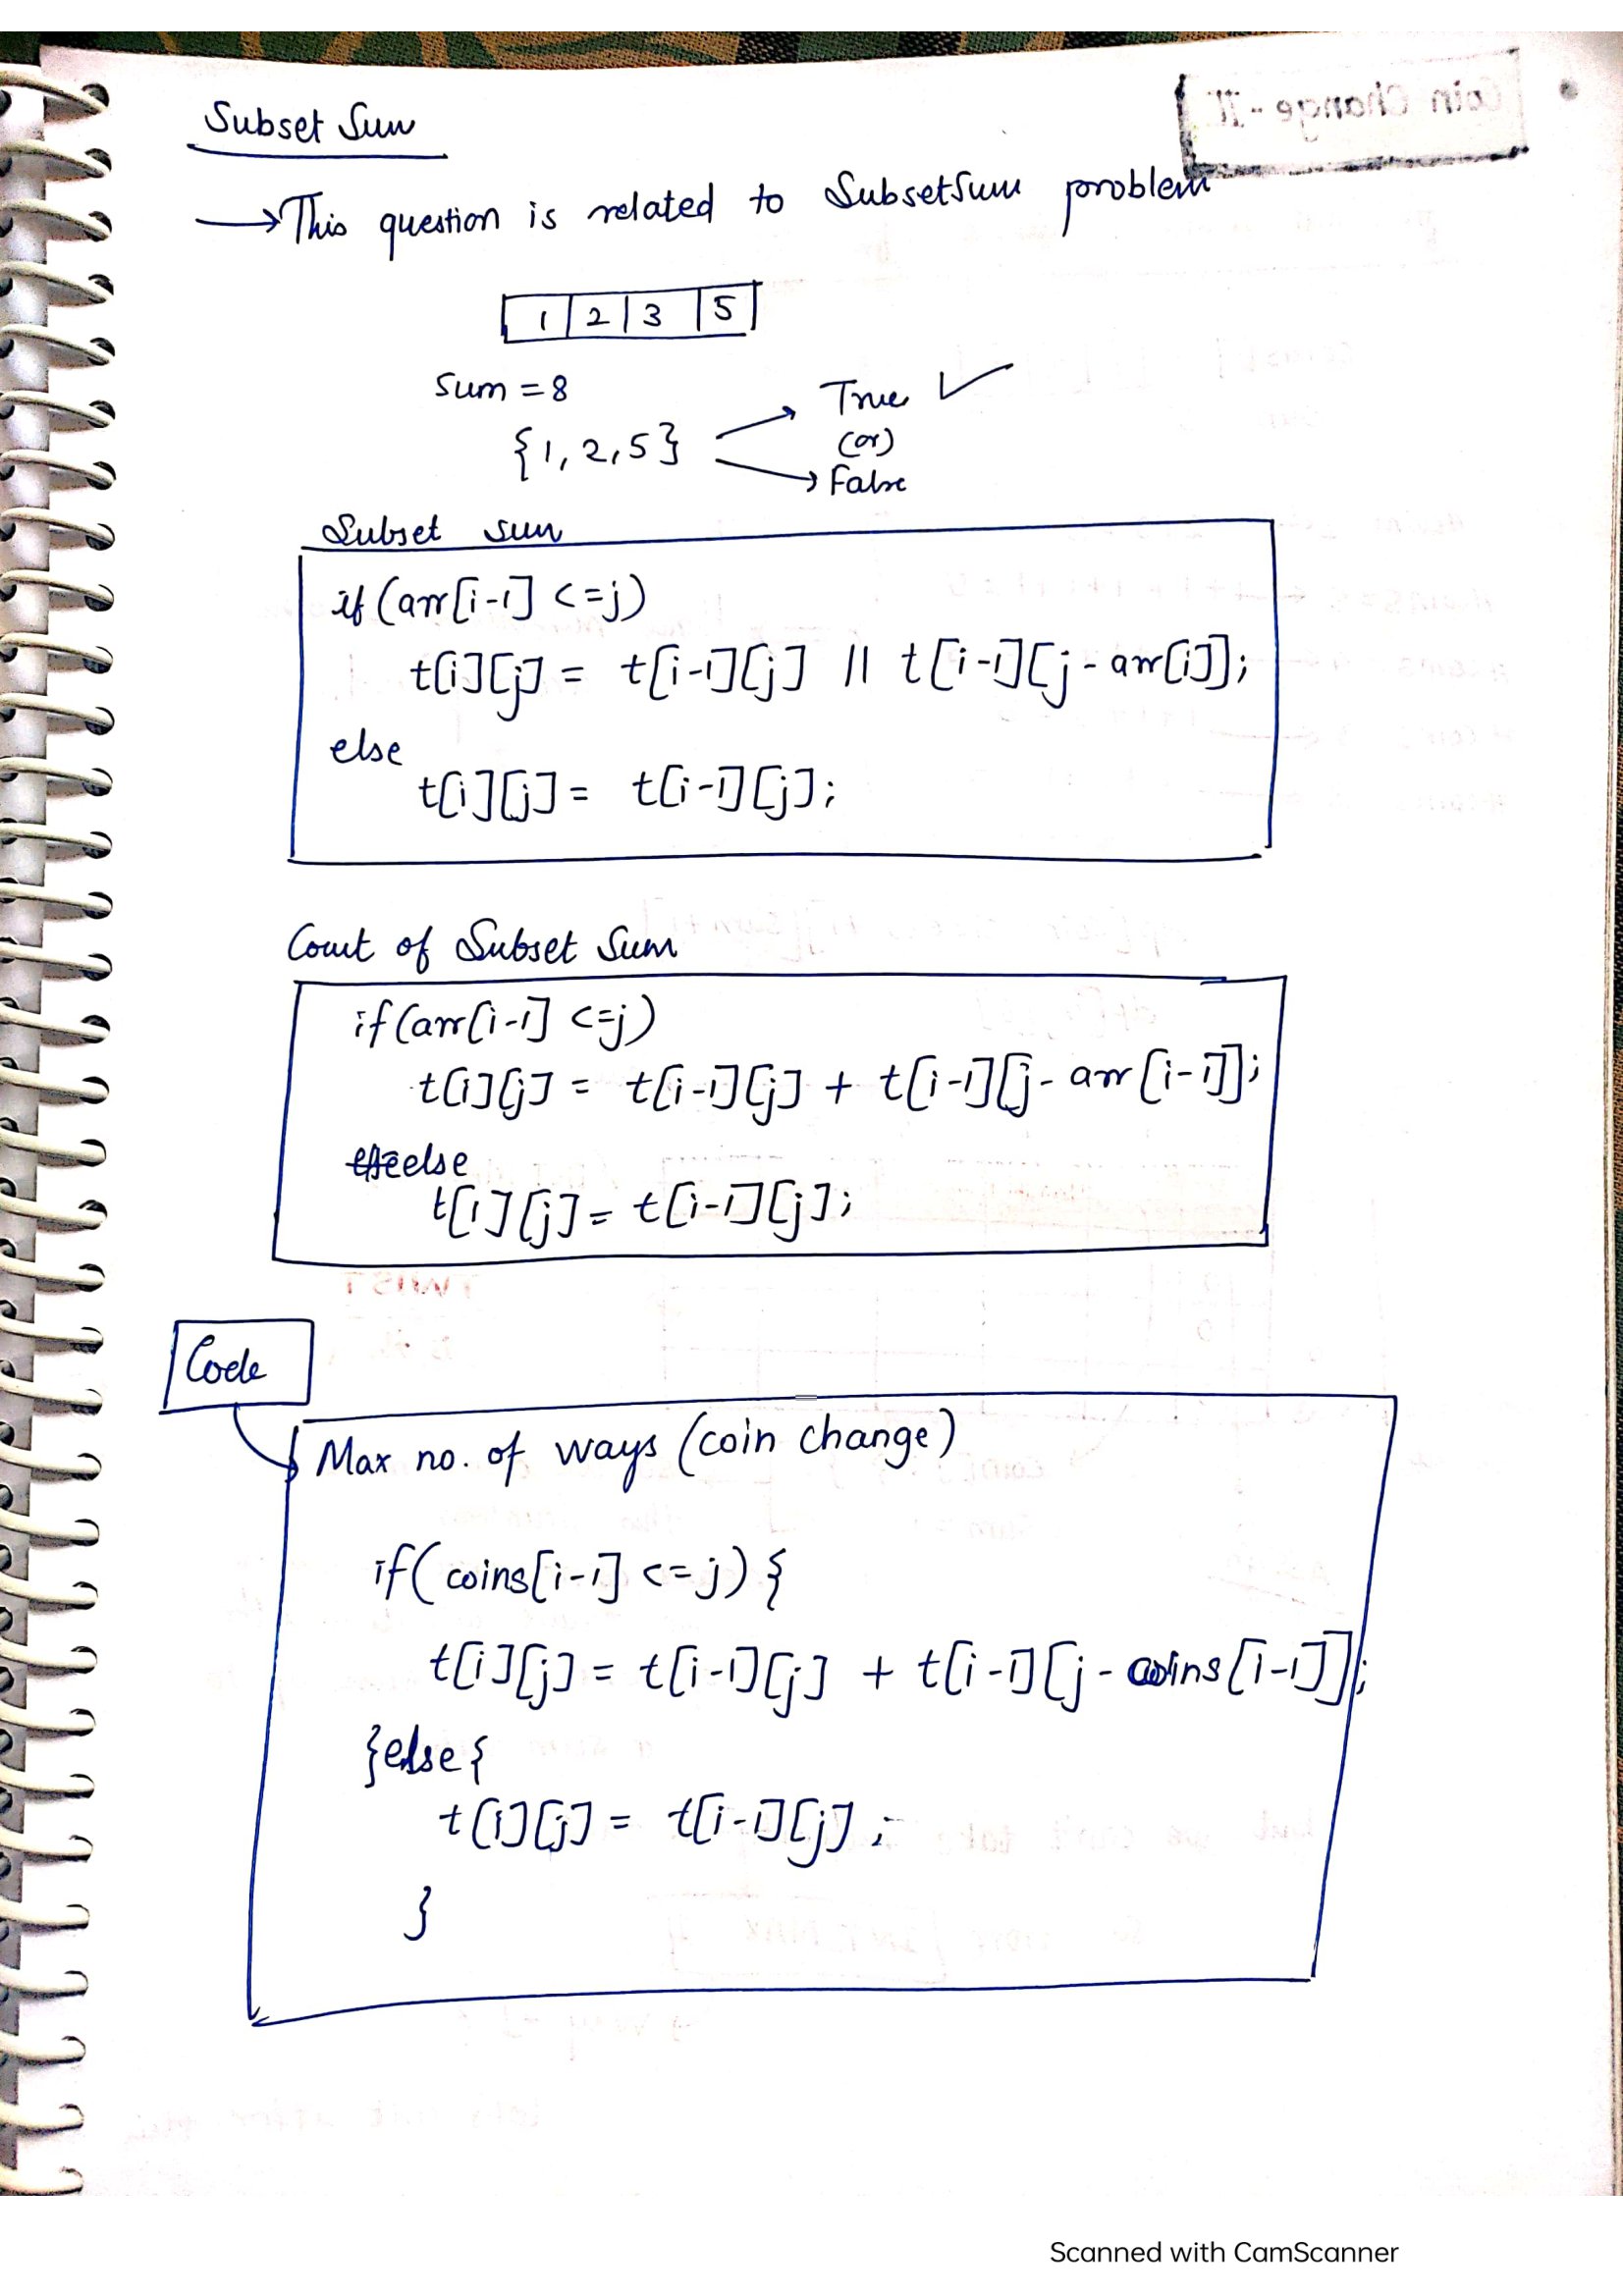 Coin Change - II
Subset Sum
→ This question is related to SubsetSum problem
1 | 2 | 3 | 5
Sum = 8
{1, 2, 5}
True ✓
(or)
False
Subset sum
if (arr[i-1] <=j)
t[i][j] = t[i-1][j] || t[i-1][j - arr[i]];
else
t[i][j] = t[i-1][j];
Count of Subset Sum
if (arr[i-1] <=j)
t[i][j] = t[i-1][j] + t[i-1][j - arr[i-1]];
else
t[i][j] = t[i-1][j];
Code
Max no. of ways (coin change)
if( coins[i-1] <= j) {
t[i][j] = t[i-1][j] + t[i-1][j - coins[i-1]];
}else{
t[i][j] = t[i-1][j];
}
Scanned with CamScanner